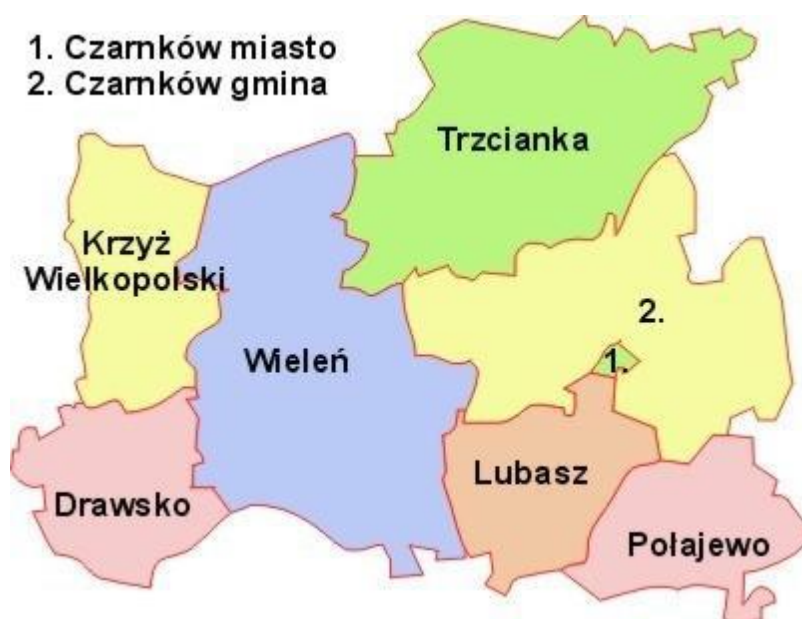 1. Czarnków miasto
2. Czarnków gmina
Trzcianka
Krzyż
Wielkopolski
2.
1.
Wieleń
Lubasz
Drawsko
Połajewo